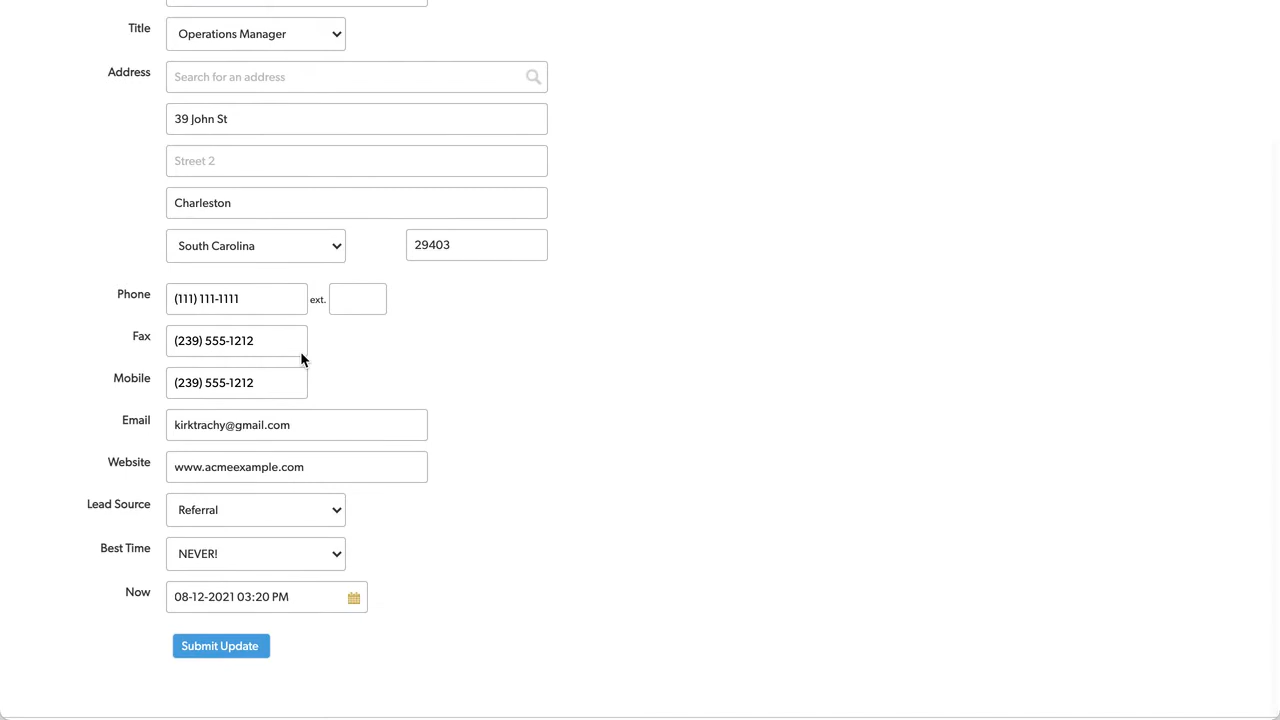 Title
Operations Manager
Address
Search for an address
39 John St
Street 2
Charleston
South Carolina
29403
Phone
(111) 111-1111
ext.
Fax
(239) 555-1212
Mobile
(239) 555-1212
Email
kirktrachy@gmail.com
Website
www.acmeexample.com
Lead Source
Referral
Best Time
NEVER!
Now
08-12-2021 03:20 PM
Submit Update